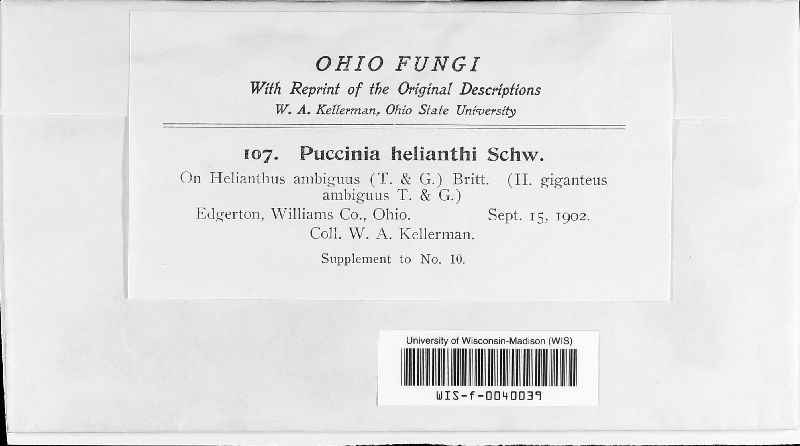 OHIO FUNGI
With Reprint of the Original Descriptions
W. A. Kellerman, Ohio State University
107. Puccinia helianthi Schw.
On Helianthus ambiguus (T. & G.) Britt. (H. giganteus
ambiguus T. & G.)
Edgerton, Williams Co., Ohio. Sept. 15, 1902.
Coll. W. A. Kellerman.
Supplement to No. 10.
University of Wisconsin-Madison (WIS)
WIS-f-0040039